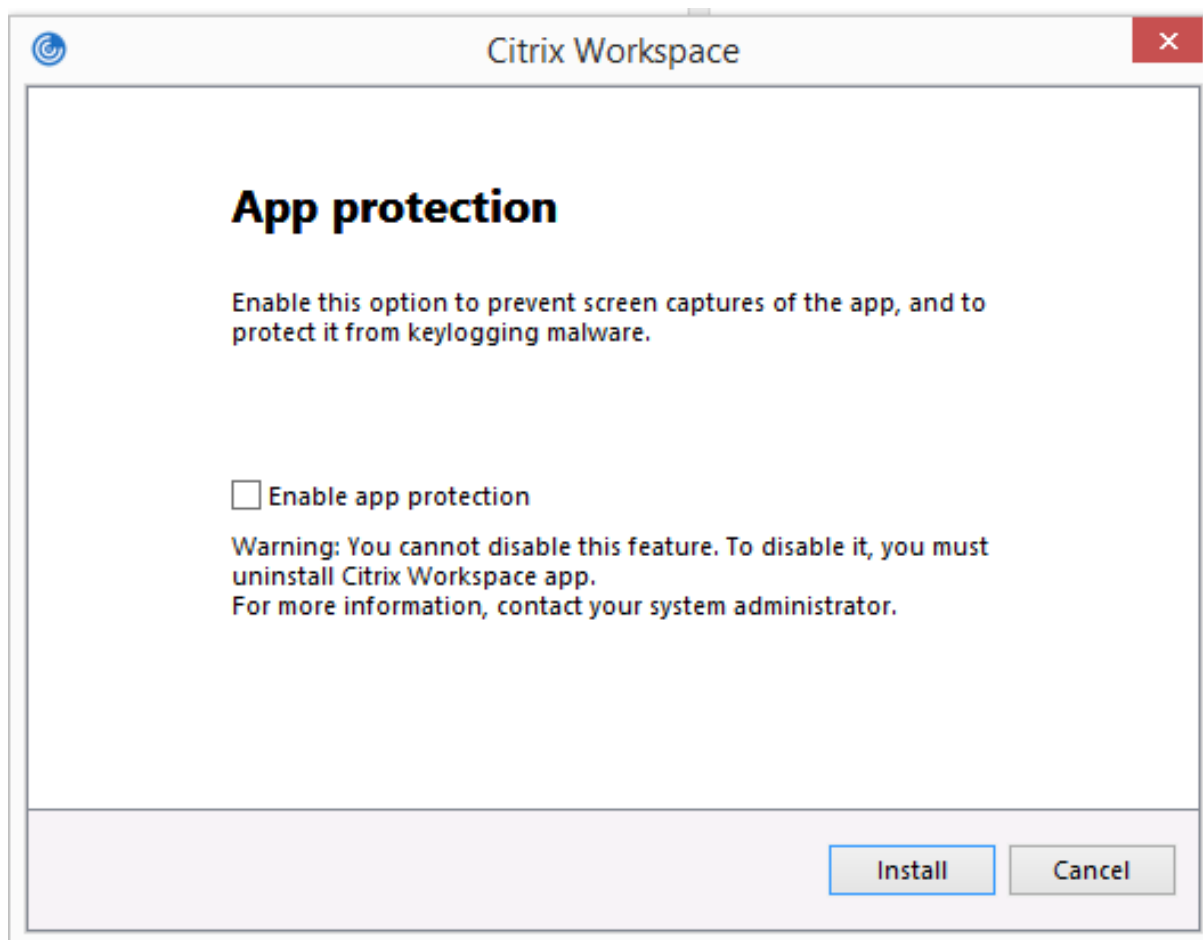 Citrix Workspace
App protection
Enable this option to prevent screen captures of the app, and to
protect it from keylogging malware.
Enable app protection
Warning: You cannot disable this feature. To disable it, you must
uninstall Citrix Workspace app.
For more information, contact your system administrator.
Install
Cancel